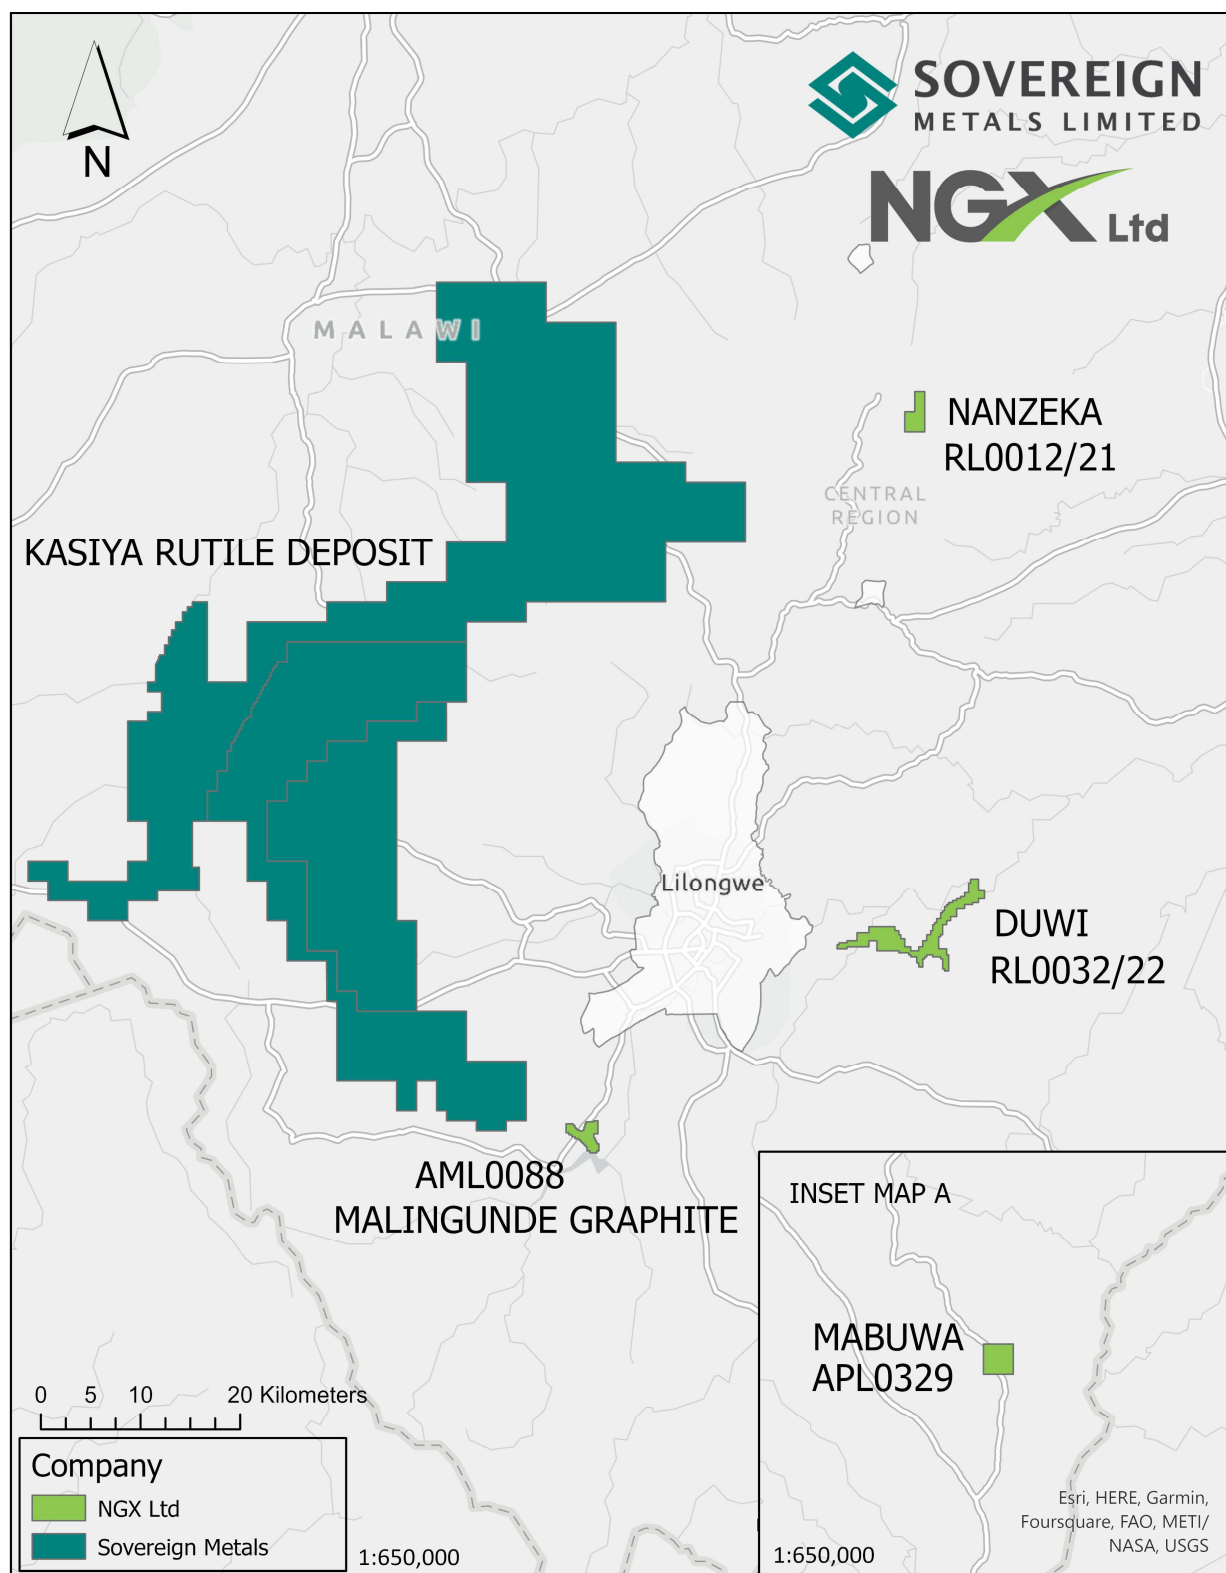 N
SOVEREIGN
METALS LIMITED
NGX Ltd
MALAWI
NANZEKA
RL0012/21
CENTRAL
REGION
KASIYA RUTILE DEPOSIT
Lilongwe
DUWI
RL0032/22
AML0088
MALINGUNDE GRAPHITE
INSET MAP A
MABUWA
APL0329
0 5 10 20 Kilometers
Company
NGX Ltd
Sovereign Metals
1:650,000
1:650,000
Esri, HERE, Garmin,
Foursquare, FAO, METI/
NASA, USGS